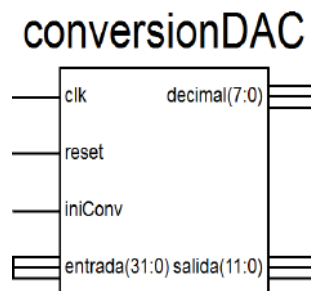 conversionDAC
clk decimal(7:0)
reset
iniConv
entrada(31:0) salida(11:0)